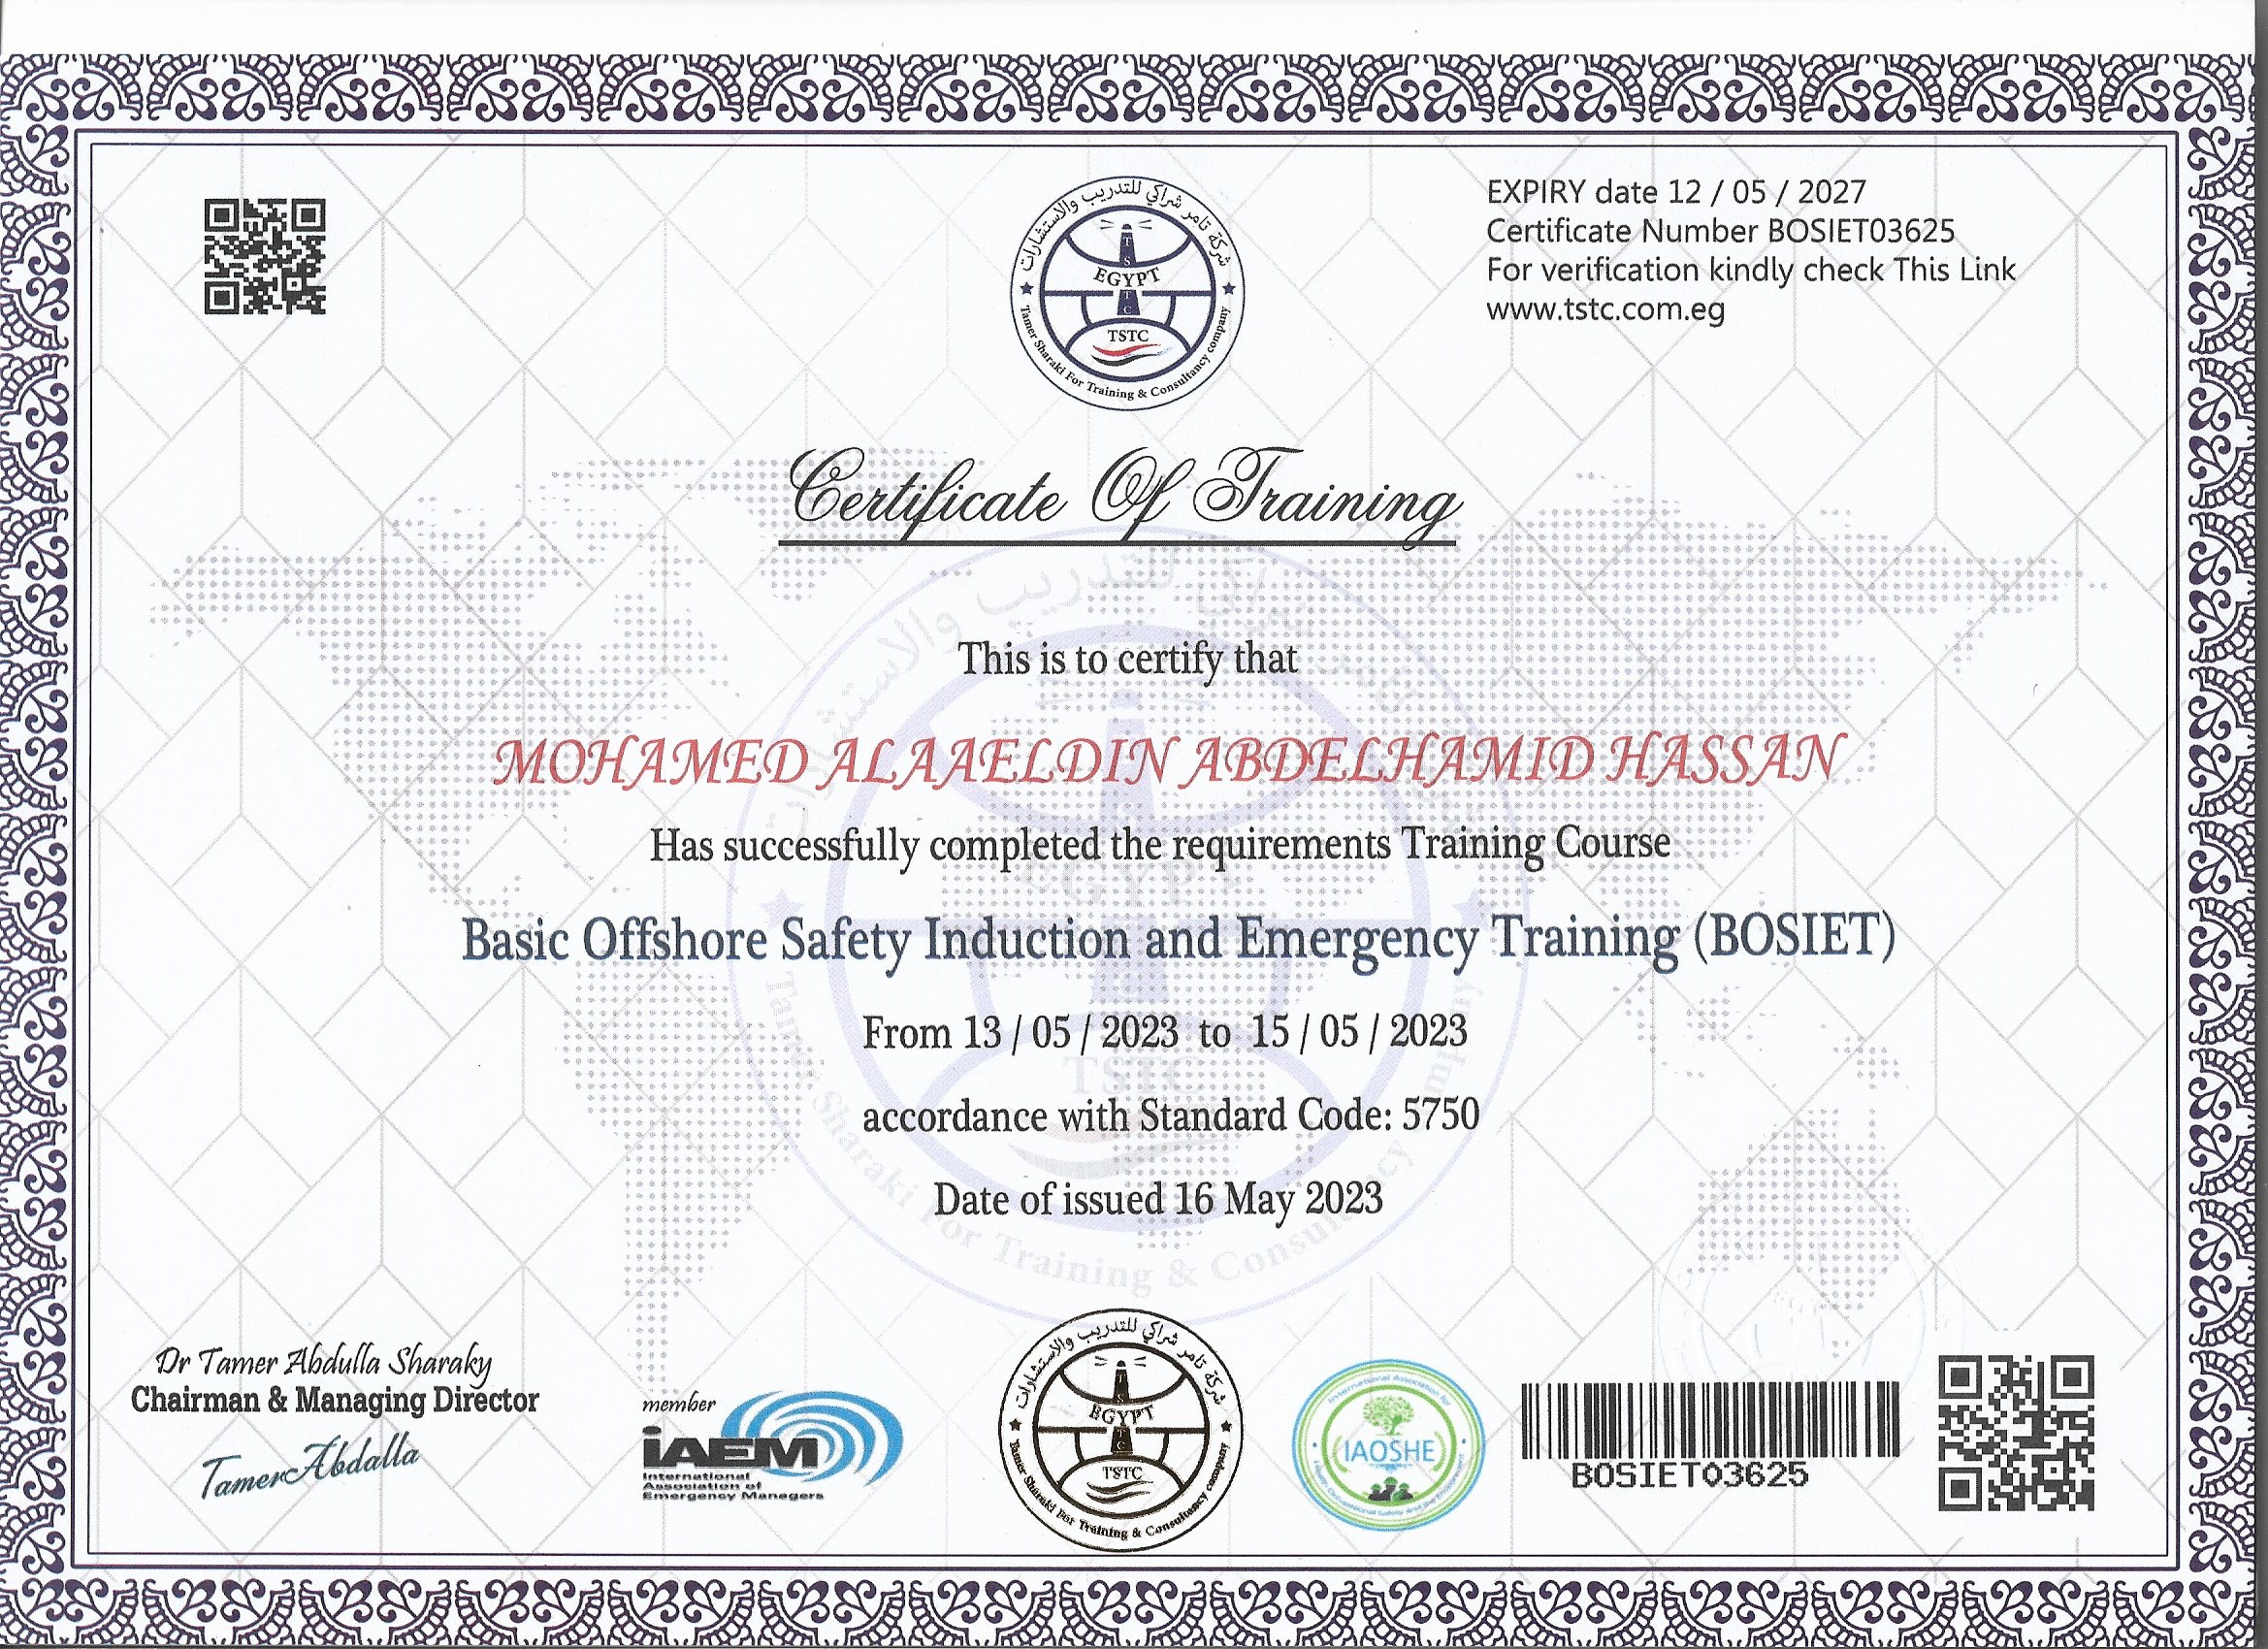 EXPIRY date 12 / 05 / 2027
Certificate Number BOSIET03625
For verification kindly check This Link
www.tstc.com.eg
شركة تامر شراكي للتدريب والاستشارات
T
S
EGYPT
T
C
TSTC
Tamer Sharaki For Training & Consultancy company
Certificate Of Training
This is to certify that
MOHAMED ALAAELDIN ABDELHAMID HASSAN
Has successfully completed the requirements Training Course
Basic Offshore Safety Induction and Emergency Training (BOSIET)
From 13 / 05 / 2023 to 15 / 05 / 2023
accordance with Standard Code: 5750
Date of issued 16 May 2023
Dr Tamer Abdulla Sharaky
Chairman & Managing Director
Tamer Abdalla
member
iAEM
International
Association of
Emergency Managers
شركة تامر شراكي للتدريب والاستشارات
EGYPT
TSTC
Tamer Sharaki For Training & Consultancy company
International Association for
IAOSHE
BOSIET03625